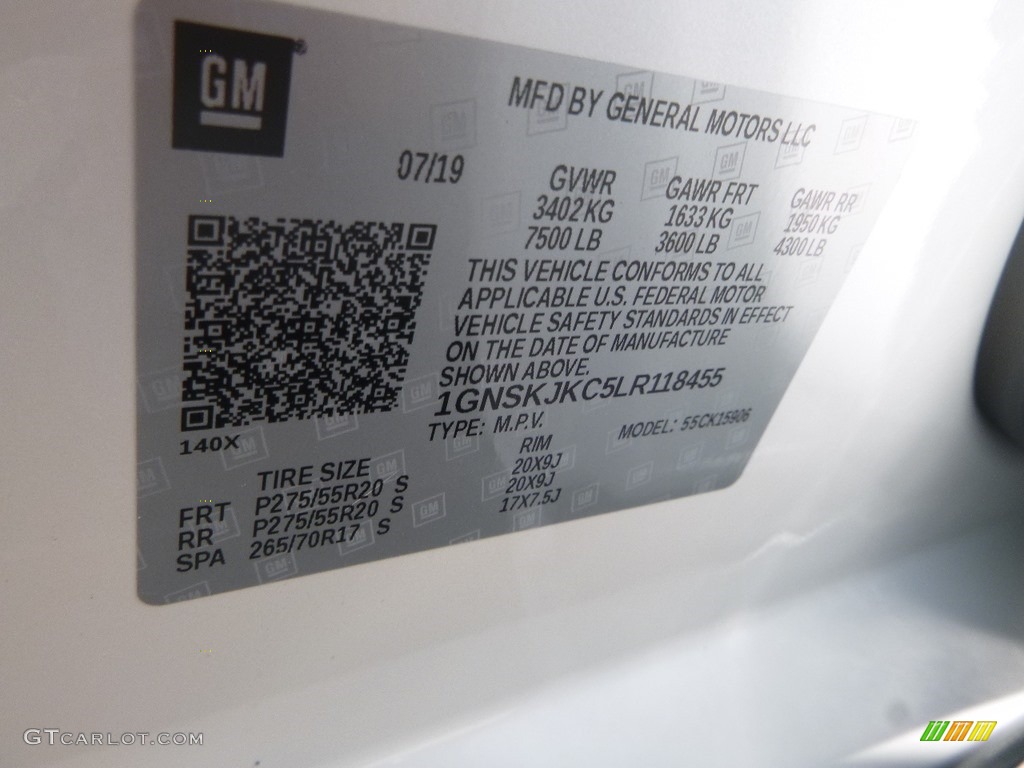 GM
MFD BY GENERAL MOTORS LLC
07/19
GVWR GAWR FRT GAWR RR
3402 KG 1633 KG 1950 KG
7500 LB 3600 LB 4300 LB
THIS VEHICLE CONFORMS TO ALL
APPLICABLE U.S. FEDERAL MOTOR
VEHICLE SAFETY STANDARDS IN EFFECT
ON THE DATE OF MANUFACTURE
SHOWN ABOVE.
1GNSKJKC5LR118455
TYPE: M.P.V. MODEL: 55CK15906
140X
TIRE SIZE RIM
FRT P275/55R20 S 20X9J
RR P275/55R20 S 20X9J
SPA 265/70R17 S 17X7.5J
GTCARLOT.COM